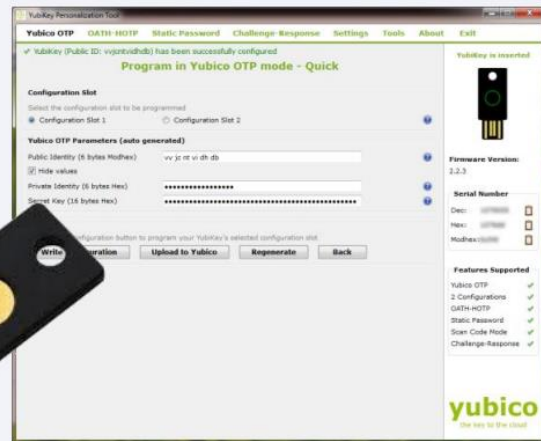 YubiKey Personalization Tool
Yubico OTP OATH-HOTP Static Password Challenge-Response Settings Tools About Exit
YubiKey (Public ID: vvjcntvidhdb) has been successfully configured
Program in Yubico OTP mode - Quick
Configuration Slot
Select the configuration slot to be programmed
Configuration Slot 1 Configuration Slot 2
Yubico OTP Parameters (auto generated)
Public Identity (6 bytes Modhex) vv jc nt vi dh db
Hide values
Private Identity (6 bytes Hex)
Secret Key (16 bytes Hex)
configuration button to program your YubiKey's selected configuration slot
Write Upload to Yubico Regenerate Back
YubiKey is inserted
Firmware Version:
2.2.3
Serial Number
Dec:
Hex:
Modhex:
Features Supported
Yubico OTP
2 Configurations
OATH-HOTP
Static Password
Scan Code Mode
Challenge-Response
yubico
the key to the cloud